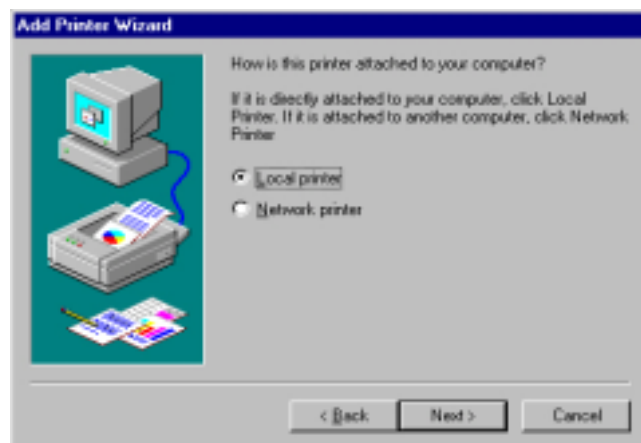 Add Printer Wizard
How is this printer attached to your computer?
If it is directly attached to your computer, click Local
Printer. If it is attached to another computer, click Network
Printer
Local printer
Network printer
< Back
Next >
Cancel